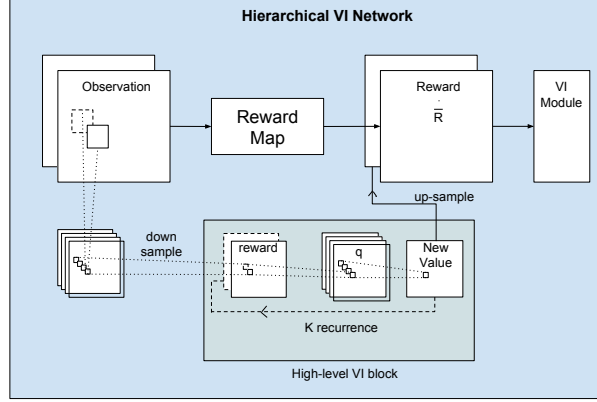 Hierarchical VI Network
Observation
Reward
Map
Reward
R
VI
Module
up-sample
down
sample
reward
q
New
Value
K recurrence
High-level VI block